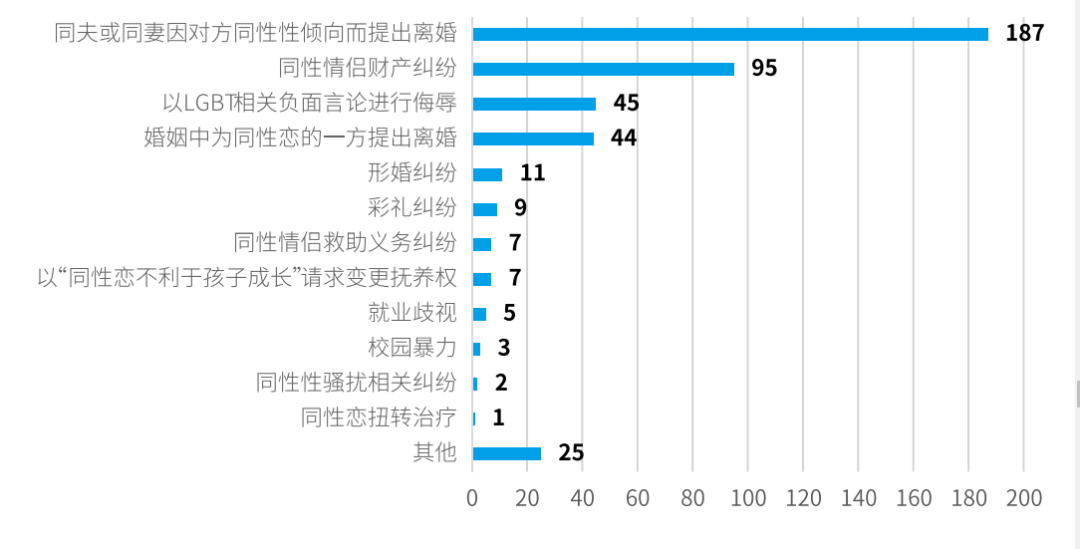 同夫或同妻因对方同性性倾向而提出离婚 187
同性情侣财产纠纷 95
以LGBT相关负面言论进行侮辱 45
婚姻中为同性恋的一方提出离婚 44
形婚纠纷 11
彩礼纠纷 9
同性情侣救助义务纠纷 7
以“同性恋不利于孩子成长”请求变更抚养权 7
就业歧视 5
校园暴力 3
同性性骚扰相关纠纷 2
同性恋扭转治疗 1
其他 25
0 20 40 60 80 100 120 140 160 180 200